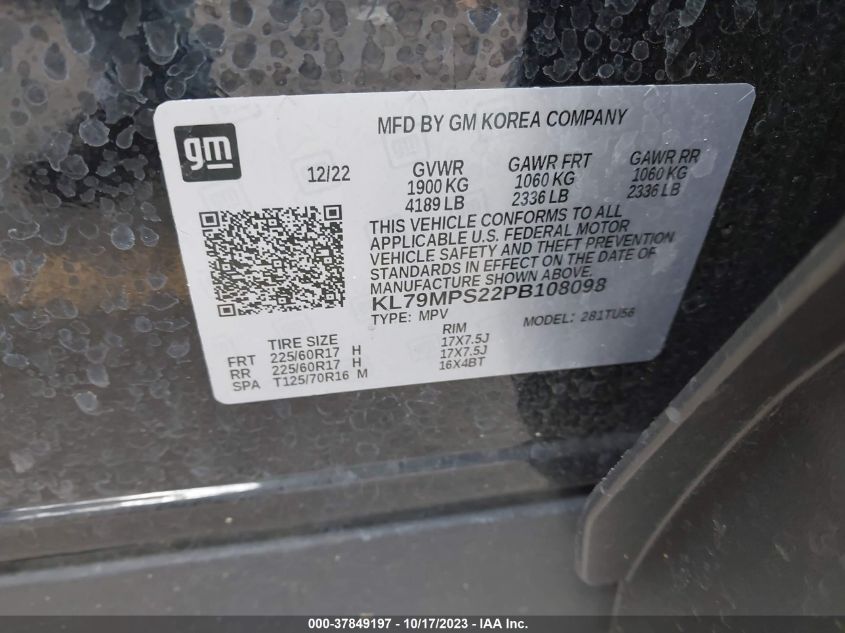 gm
MFD BY GM KOREA COMPANY
12/22
GVWR GAWR FRT GAWR RR
1900 KG 1060 KG 1060 KG
4189 LB 2336 LB 2336 LB
THIS VEHICLE CONFORMS TO ALL
APPLICABLE U.S. FEDERAL MOTOR
VEHICLE SAFETY AND THEFT PREVENTION
STANDARDS IN EFFECT ON THE DATE OF
MANUFACTURE SHOWN ABOVE.
KL79MPS22PB108098
TYPE: MPV MODEL: 281TU56
TIRE SIZE RIM
FRT 225/60R17 H 17X7.5J
RR 225/60R17 H 17X7.5J
SPA T125/70R16 M 16X4BT
000-37849197 - 10/17/2023 - IAA Inc.